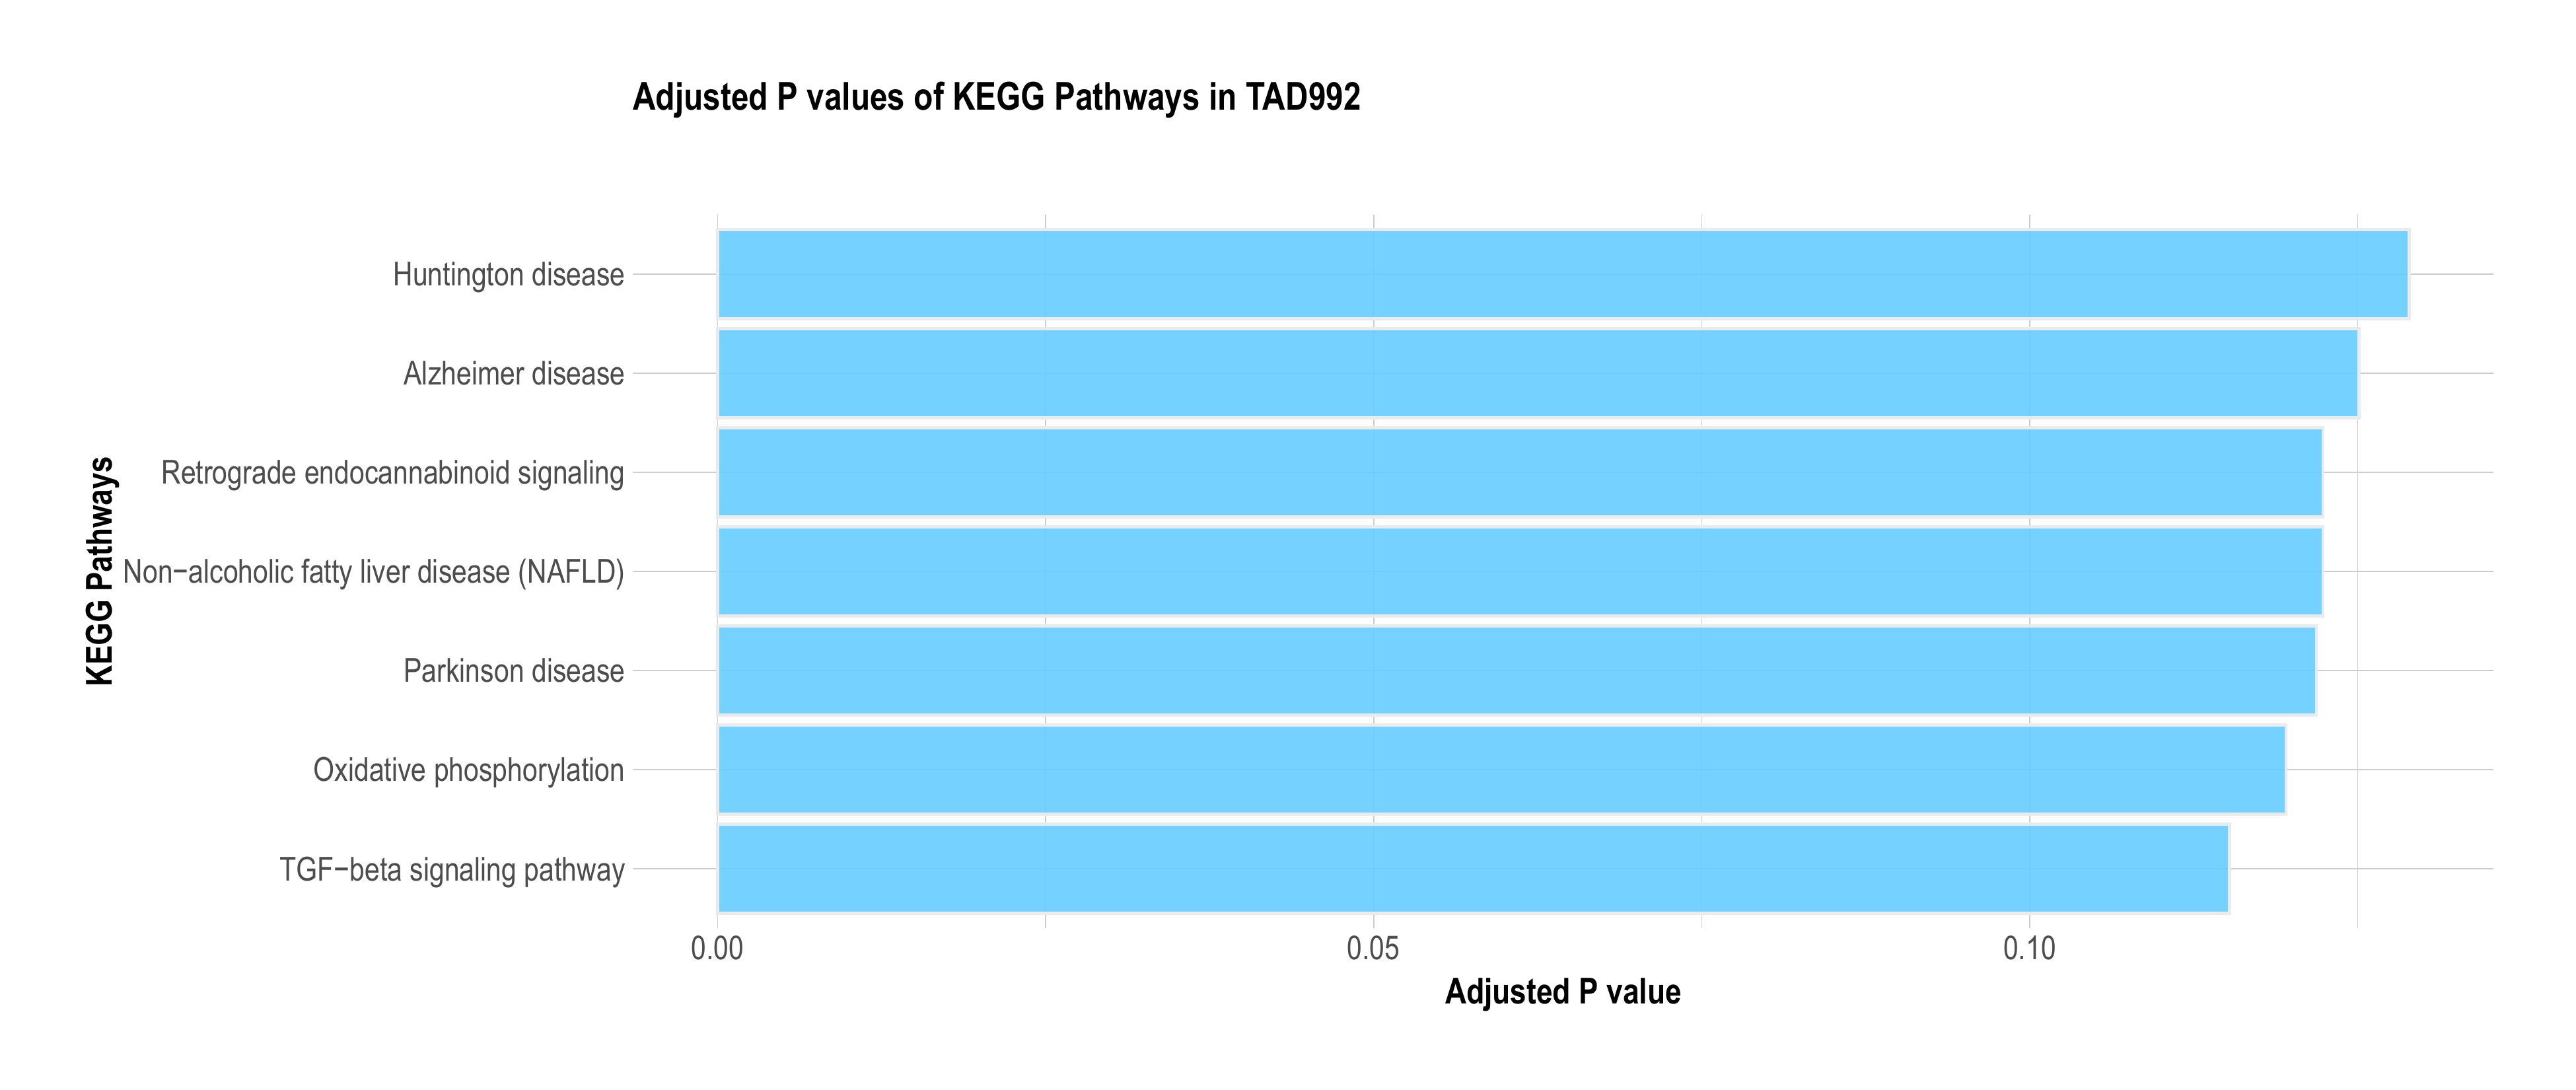 Adjusted P values of KEGG Pathways in TAD992
KEGG Pathways
Huntington disease
Alzheimer disease
Retrograde endocannabinoid signaling
Non−alcoholic fatty liver disease (NAFLD)
Parkinson disease
Oxidative phosphorylation
TGF−beta signaling pathway
0.00 0.05 0.10
Adjusted P value